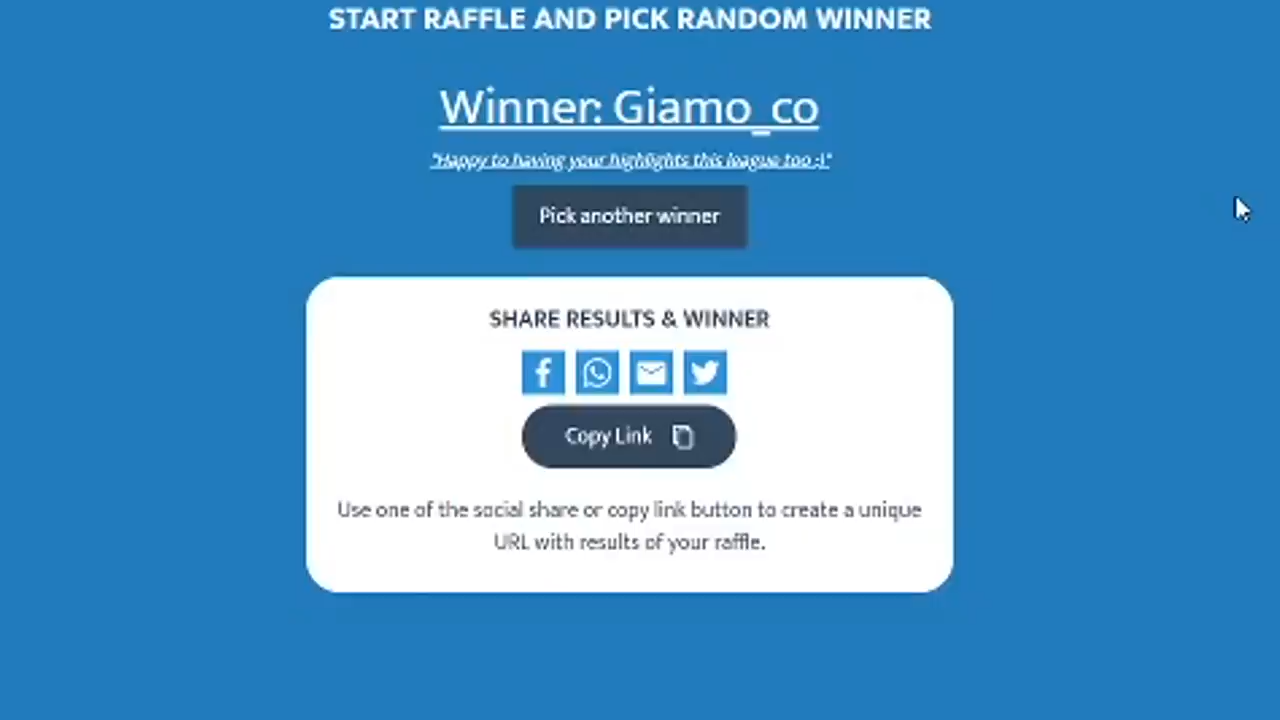 START RAFFLE AND PICK RANDOM WINNER
Winner: Giamo_co
"Happy to having your highlights this league too :)"
Pick another winner
SHARE RESULTS & WINNER
Copy Link
Use one of the social share or copy link button to create a unique
URL with results of your raffle.